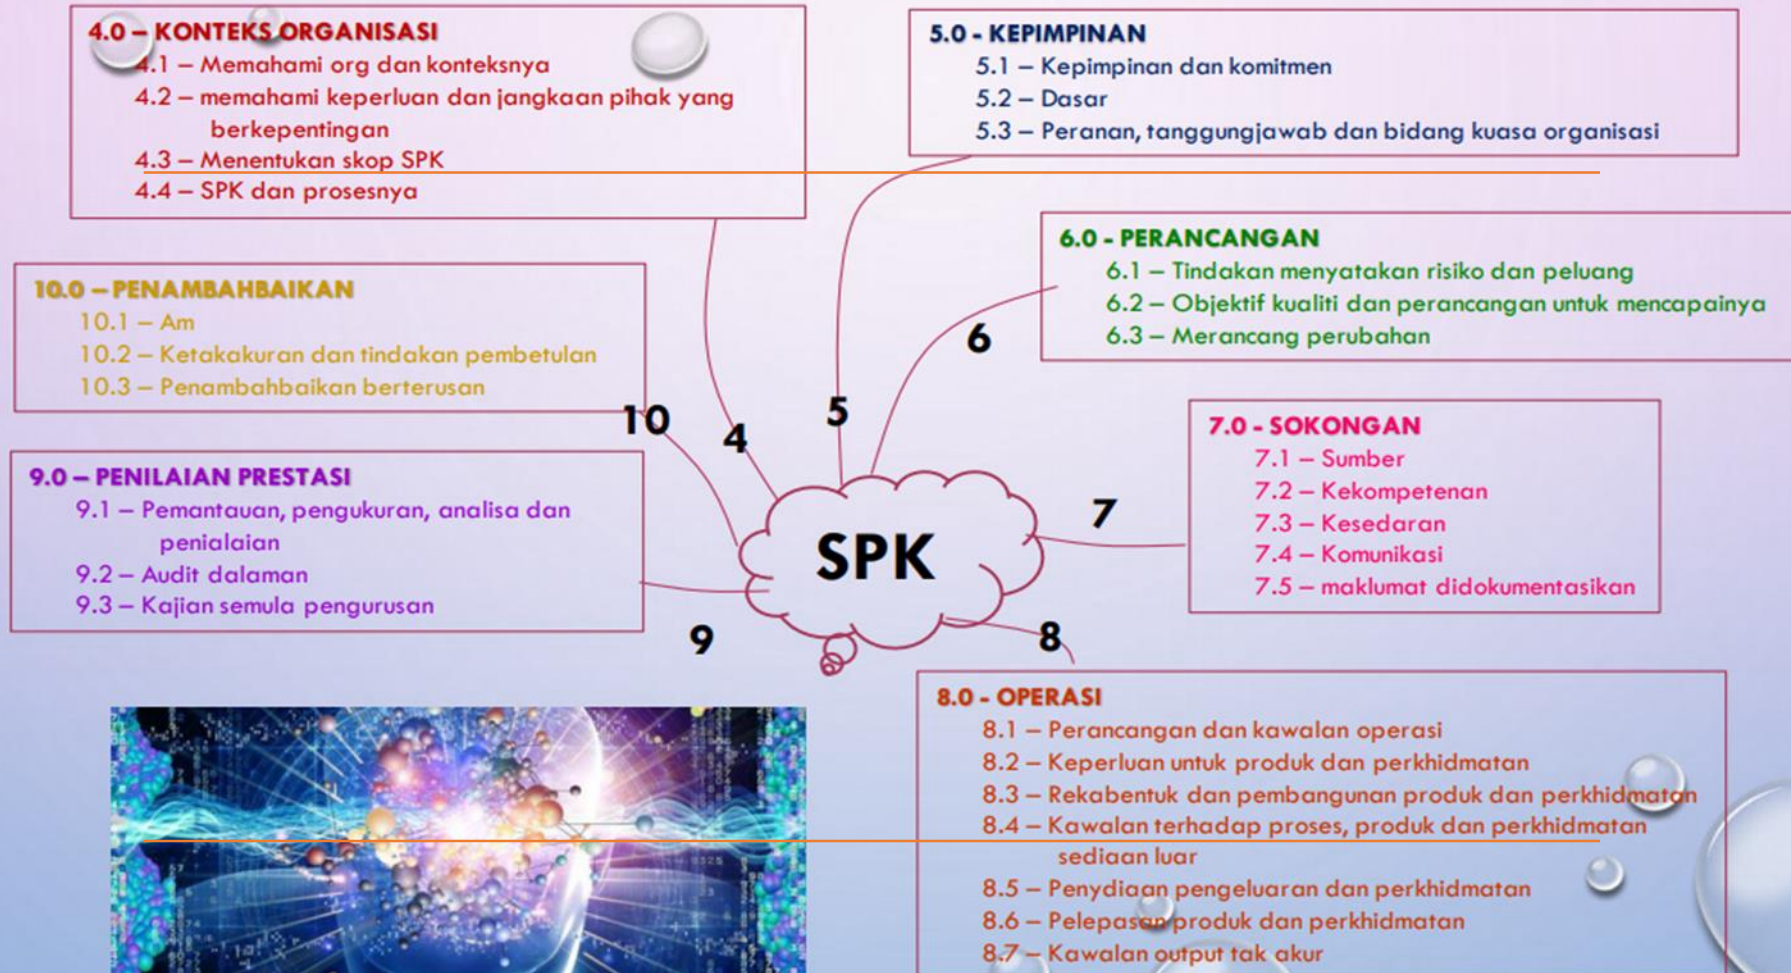 4.0 – KONTEKS ORGANISASI
4.1 – Memahami org dan konteksnya
4.2 – memahami keperluan dan jangkaan pihak yang
berkepentingan
4.3 – Menentukan skop SPK
4.4 – SPK dan prosesnya
5.0 - KEPIMPINAN
5.1 – Kepimpinan dan komitmen
5.2 – Dasar
5.3 – Peranan, tanggungjawab dan bidang kuasa organisasi
6.0 - PERANCANGAN
6.1 – Tindakan menyatakan risiko dan peluang
6.2 – Objektif kualiti dan perancangan untuk mencapainya
6.3 – Merancang perubahan
10.0 – PENAMBAHBAIKAN
10.1 – Am
10.2 – Ketakakuran dan tindakan pembetulan
10.3 – Penambahbaikan berterusan
6
10
4
5
7.0 - SOKONGAN
7.1 – Sumber
7.2 – Kekompetenan
7.3 – Kesedaran
7.4 – Komunikasi
7.5 – maklumat didokumentasikan
9.0 – PENILAIAN PRESTASI
9.1 – Pemantauan, pengukuran, analisa dan
penialaian
9.2 – Audit dalaman
9.3 – Kajian semula pengurusan
7
SPK
9
8
8.0 - OPERASI
8.1 – Perancangan dan kawalan operasi
8.2 – Keperluan untuk produk dan perkhidmatan
8.3 – Rekabentuk dan pembangunan produk dan perkhidmatan
8.4 – Kawalan terhadap proses, produk dan perkhidmatan
sediaan luar
8.5 – Penydiaan pengeluaran dan perkhidmatan
8.6 – Pelepasan produk dan perkhidmatan
8.7 – Kawalan output tak akur